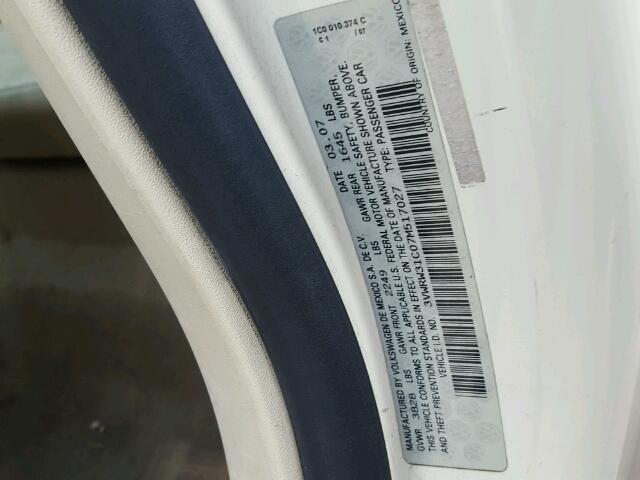 1C0 010 374 C
C 1 I 07
MANUFACTURED BY VOLKSWAGEN DE MEXICO S.A. DE C.V. DATE 03.07
GVWR 3828 LBS GAWR FRONT 2249 LBS GAWR REAR 1645 LBS
THIS VEHICLE CONFORMS TO ALL APPLICABLE U.S. FEDERAL MOTOR VEHICLE SAFETY, BUMPER,
AND THEFT PREVENTION STANDARDS IN EFFECT ON THE DATE OF MANUFACTURE SHOWN ABOVE.
VEHICLE I.D. NO. 3VWRW31C07M517027 TYPE: PASSENGER CAR
COUNTRY OF ORIGIN: MEXICO